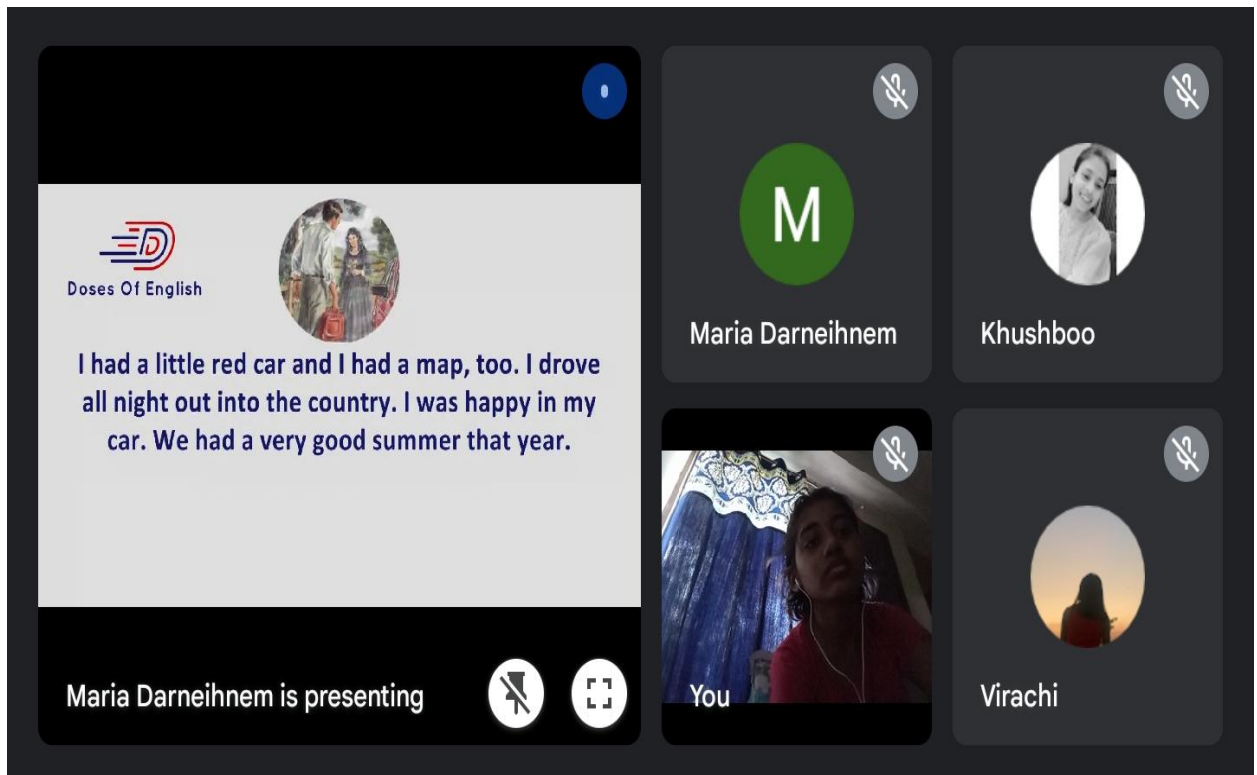 Doses Of English
I had a little red car and I had a map, too. I drove
all night out into the country. I was happy in my
car. We had a very good summer that year.
Maria Darneihnem is presenting
M
Maria Darneihnem
Khushboo
You
Virachi